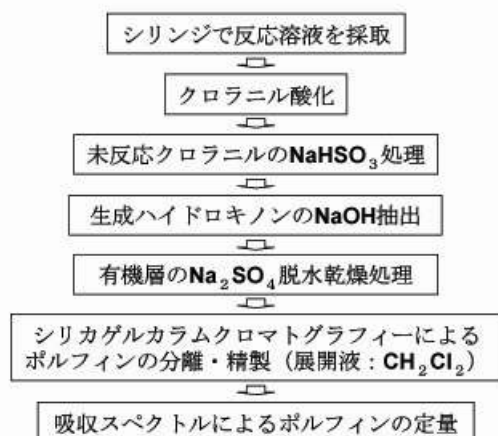 シリンジで反応溶液を採取
クロラニル酸化
未反応クロラニルのNaHSO₃処理
生成ハイドロキノンのNaOH抽出
有機層のNa₂SO₄脱水乾燥処理
シリカゲルカラムクロマトグラフィーによる
ポルフィンの分離・精製（展開液：CH₂Cl₂）
吸収スペクトルによるポルフィンの定量